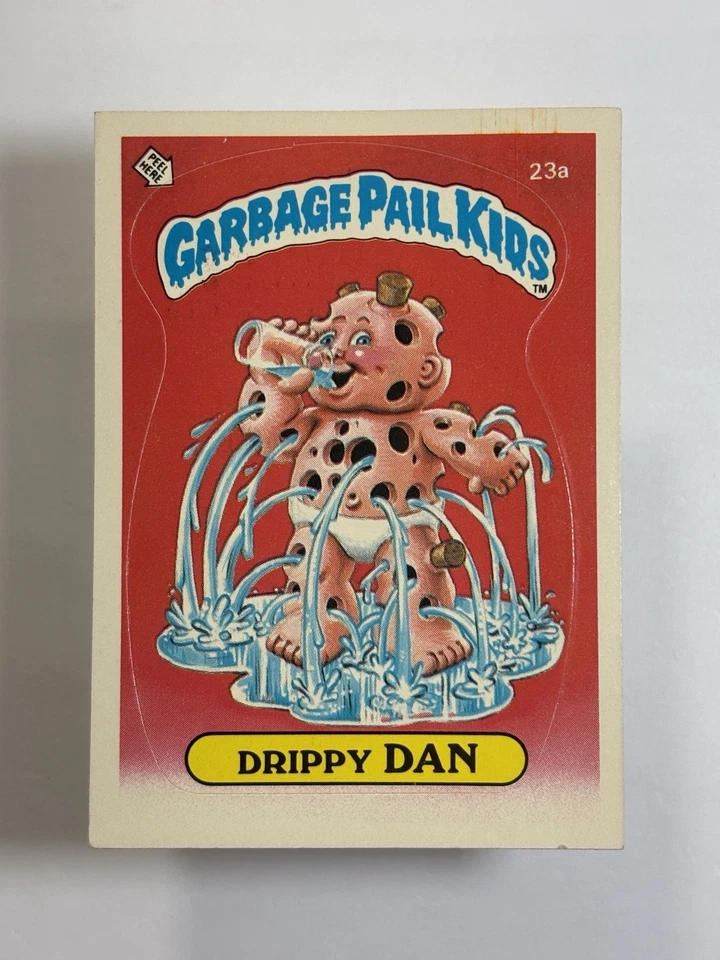 PEEL
HERE
23a
GARBAGE PAIL KIDS
TM
DRIPPY DAN